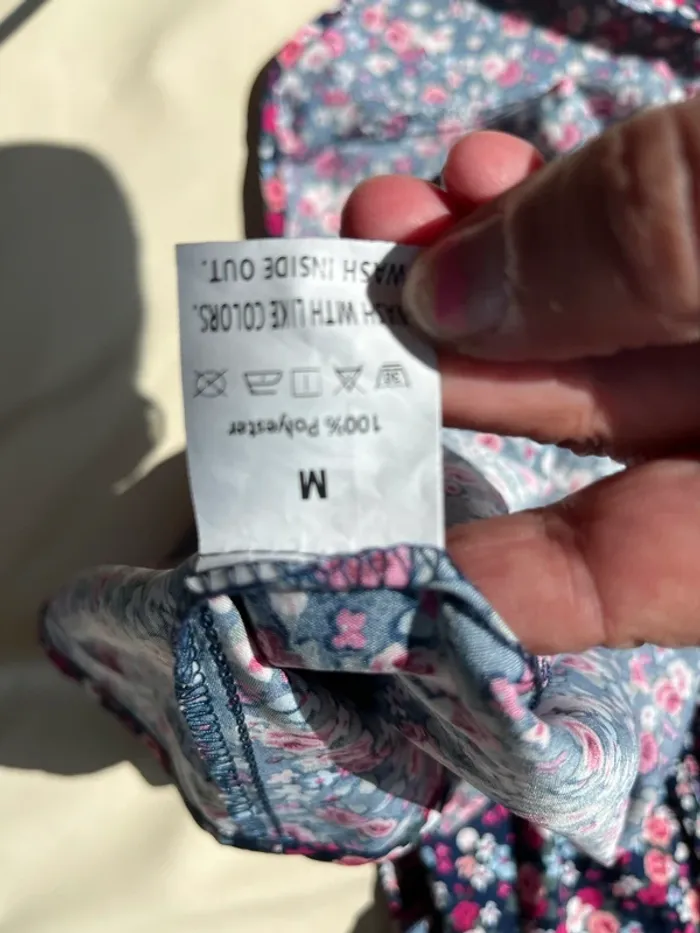 M
100% Polyester
WASH WITH LIKE COLORS.
WASH INSIDE OUT.